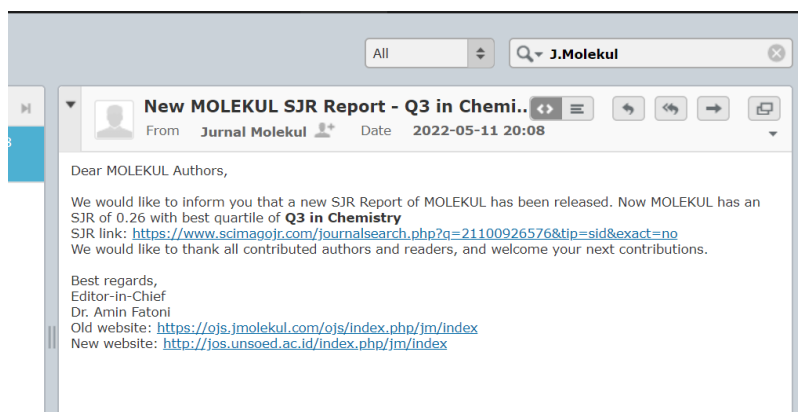 All
J.Molekul
New MOLEKUL SJR Report - Q3 in Chemi..
From Jurnal Molekul Date 2022-05-11 20:08
Dear MOLEKUL Authors,
We would like to inform you that a new SJR Report of MOLEKUL has been released. Now MOLEKUL has an
SJR of 0.26 with best quartile of Q3 in Chemistry
SJR link: https://www.scimagojr.com/journalsearch.php?q=21100926576&tip=sid&exact=no
We would like to thank all contributed authors and readers, and welcome your next contributions.
Best regards,
Editor-in-Chief
Dr. Amin Fatoni
Old website: https://ojs.jmolekul.com/ojs/index.php/jm/index
New website: http://jos.unsoed.ac.id/index.php/jm/index